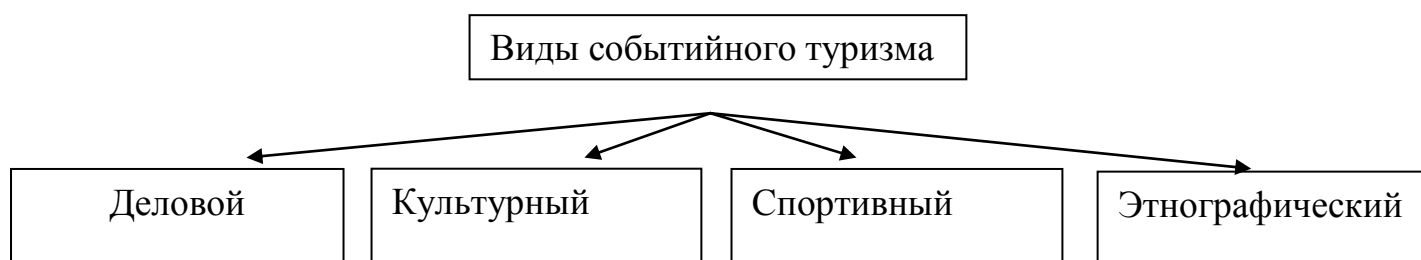 Виды событийного туризма
Деловой
Культурный
Спортивный
Этнографический